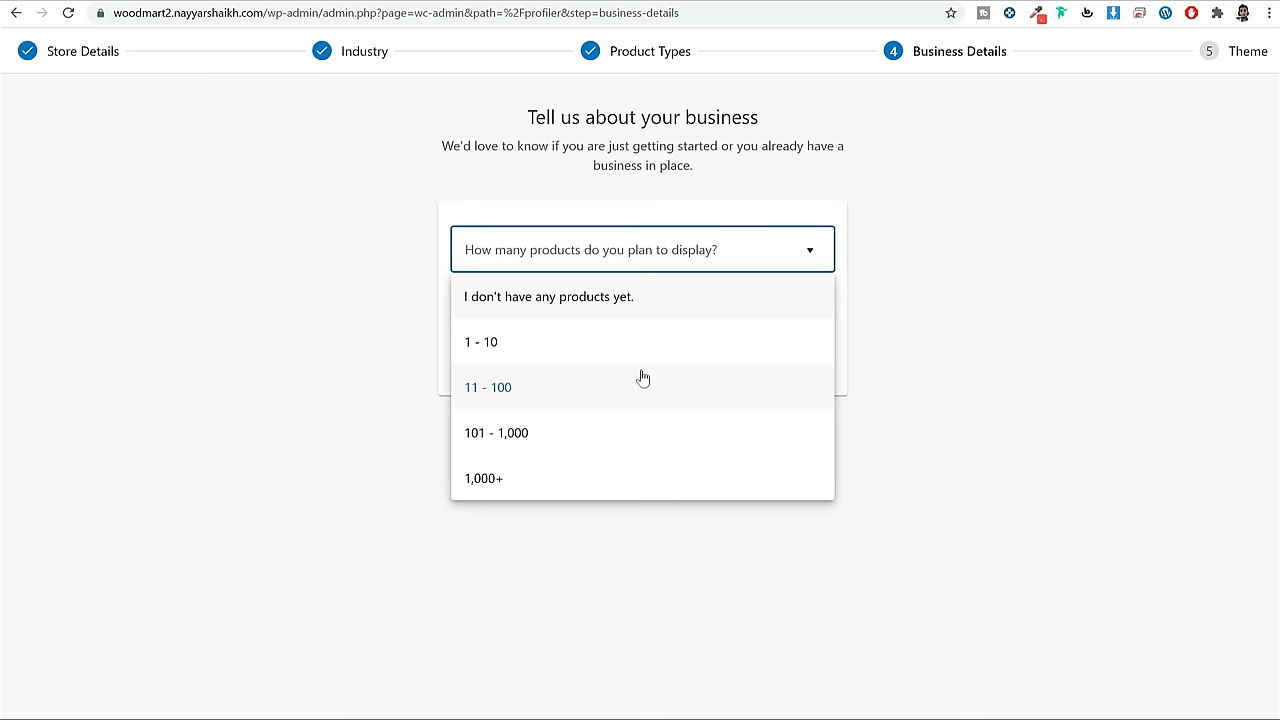 woodmart2.nayyarshaikh.com/wp-admin/admin.php?page=wc-admin&path=%2Fprofiler&step=business-details
Store Details
Industry
Product Types
4 Business Details
5 Theme
Tell us about your business
We'd love to know if you are just getting started or you already have a
business in place.
How many products do you plan to display?
I don't have any products yet.
1 - 10
11 - 100
101 - 1,000
1,000+